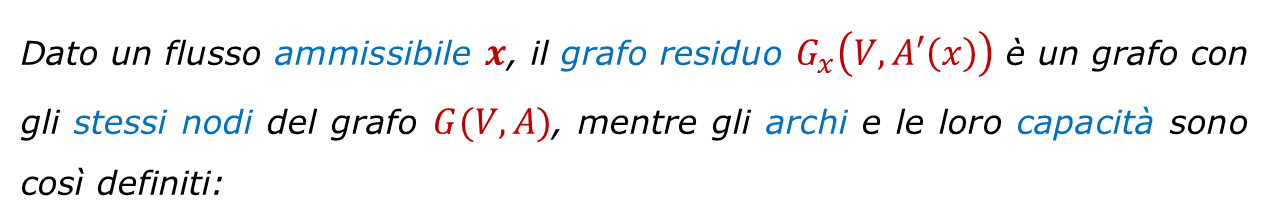 Dato un flusso ammissibile x, il grafo residuo Gₓ(V, A′(x)) è un grafo con
gli stessi nodi del grafo G(V, A), mentre gli archi e le loro capacità sono
così definiti: